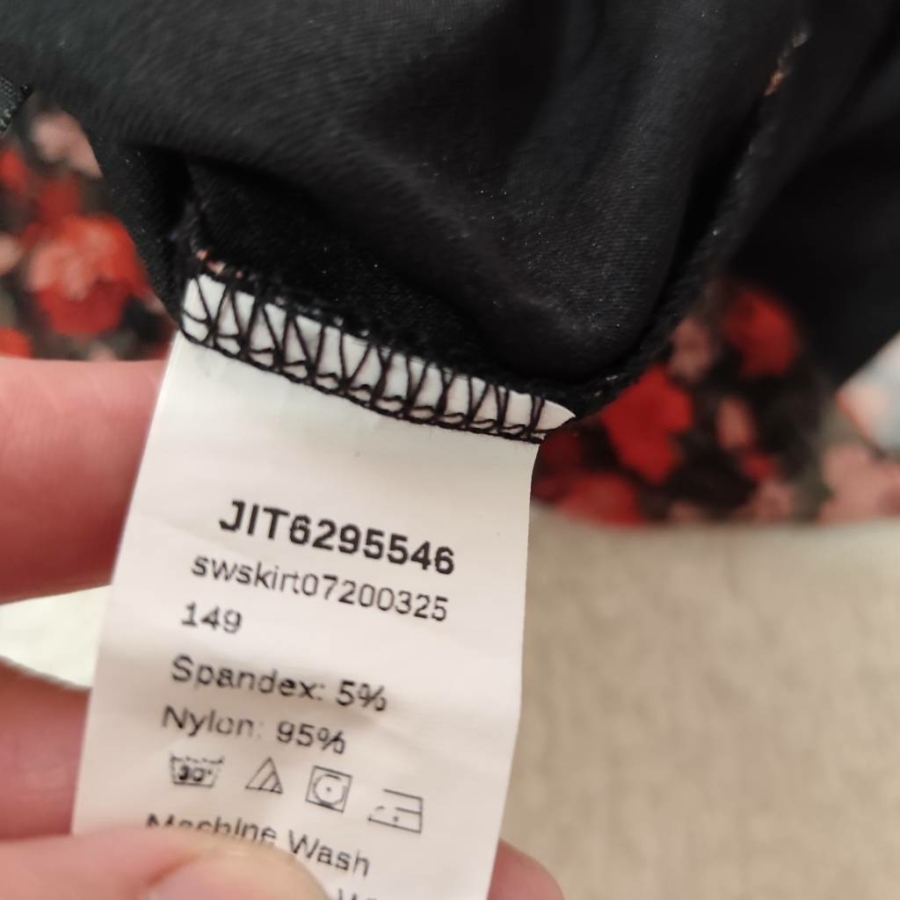 JIT6295546
swskirt07200325
149
Spandex: 5%
Nylon: 95%
30°
Machine Wash